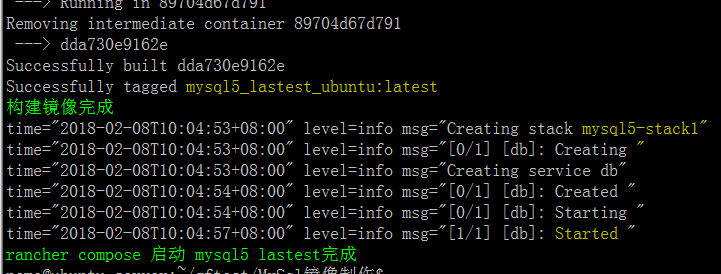 ---> Running in 89704d67d791
Removing intermediate container 89704d67d791
---> dda730e9162e
Successfully built dda730e9162e
Successfully tagged mysql5_lastest_ubuntu:latest
构建镜像完成
time="2018-02-08T10:04:53+08:00" level=info msg="Creating stack mysql5-stack1"
time="2018-02-08T10:04:53+08:00" level=info msg="[0/1] [db]: Creating "
time="2018-02-08T10:04:53+08:00" level=info msg="Creating service db"
time="2018-02-08T10:04:54+08:00" level=info msg="[0/1] [db]: Created "
time="2018-02-08T10:04:54+08:00" level=info msg="[0/1] [db]: Starting "
time="2018-02-08T10:04:57+08:00" level=info msg="[1/1] [db]: Started "
rancher compose 启动 mysql5 lastest完成